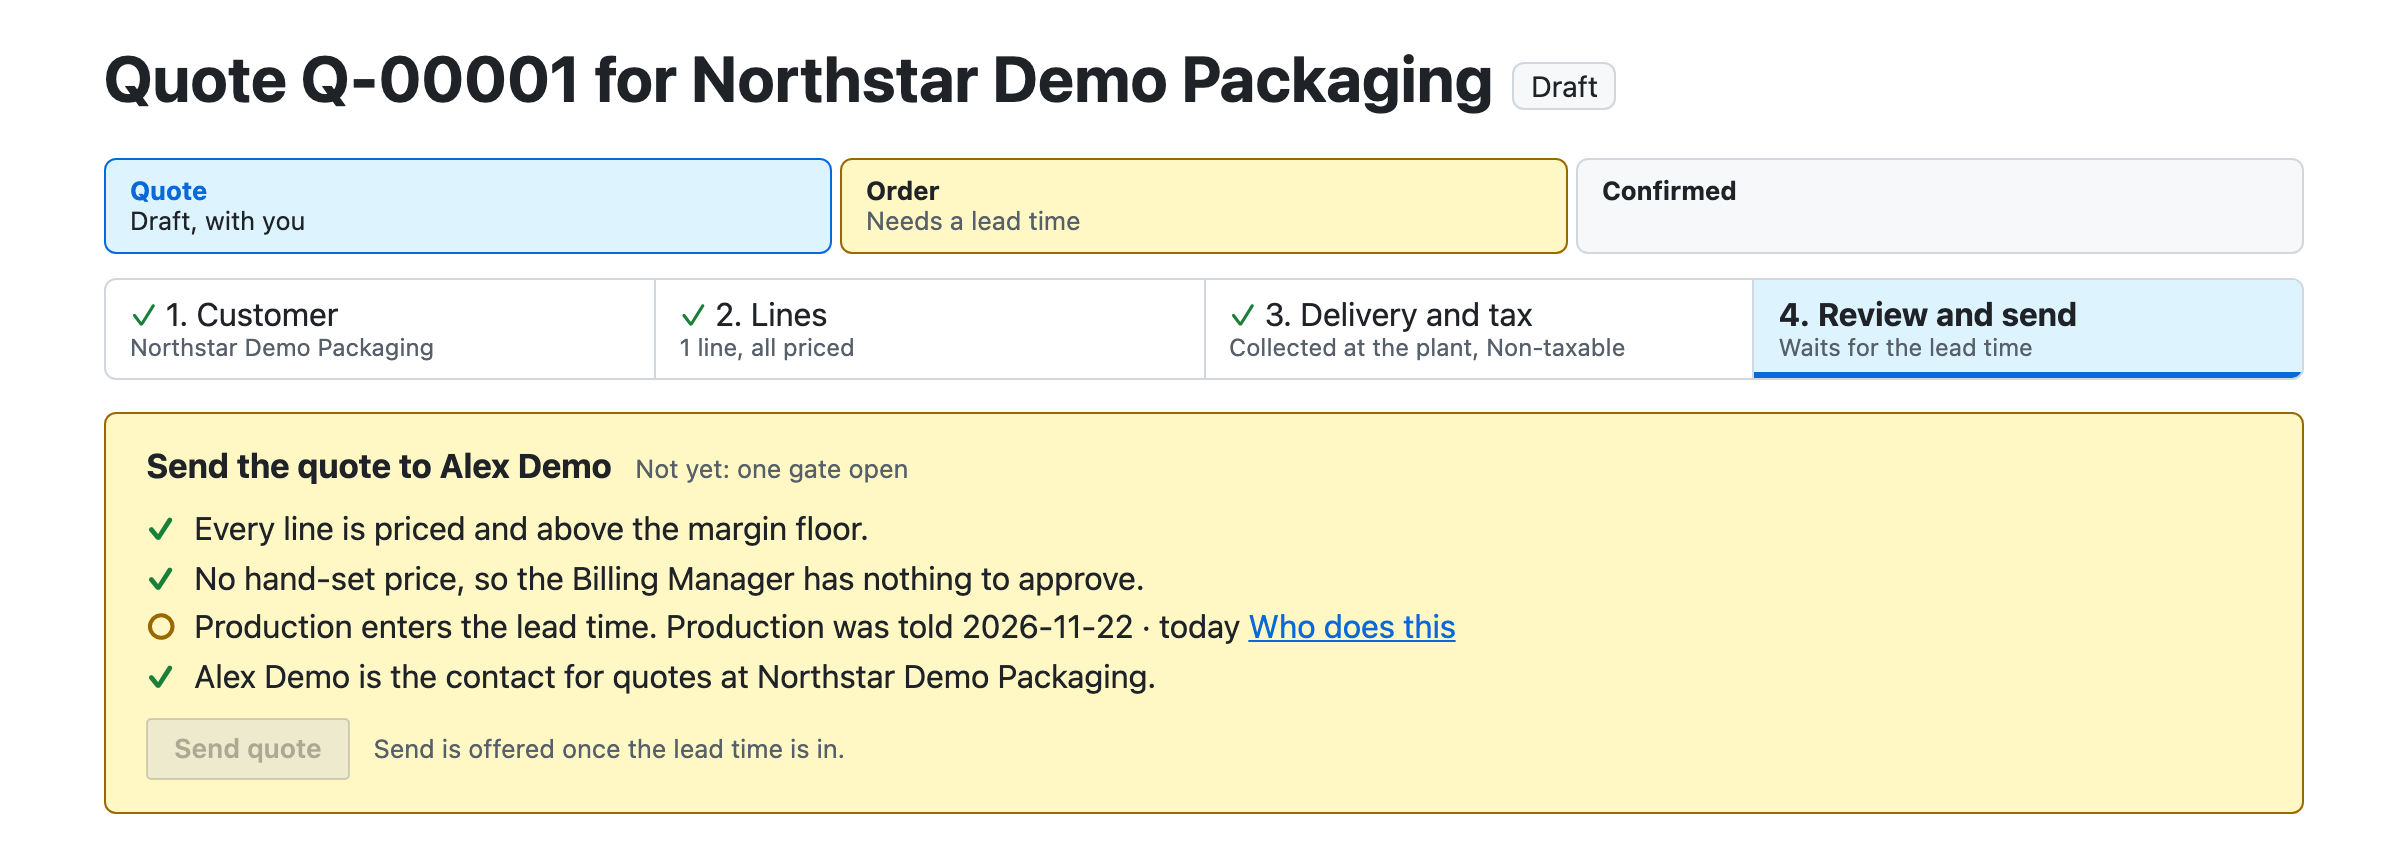 Quote Q-00001 for Northstar Demo Packaging Draft
Quote
Draft, with you
Order
Needs a lead time
Confirmed
1. Customer
Northstar Demo Packaging
2. Lines
1 line, all priced
3. Delivery and tax
Collected at the plant, Non-taxable
4. Review and send
Waits for the lead time
Send the quote to Alex Demo Not yet: one gate open
Every line is priced and above the margin floor.
No hand-set price, so the Billing Manager has nothing to approve.
Production enters the lead time. Production was told 2026-11-22 · today Who does this
Alex Demo is the contact for quotes at Northstar Demo Packaging.
Send quote Send is offered once the lead time is in.